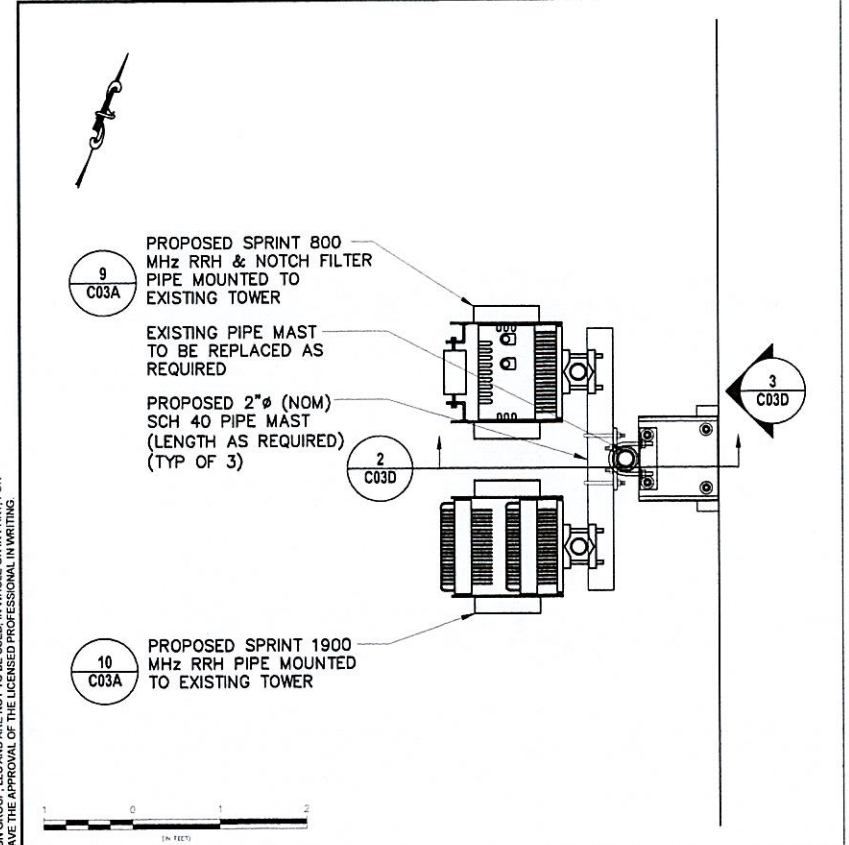 PROPOSED SPRINT 800
MHz RRH & NOTCH FILTER
PIPE MOUNTED TO
EXISTING TOWER
9
C03A
EXISTING PIPE MAST
TO BE REPLACED AS
REQUIRED
PROPOSED 2"ø (NOM)
SCH 40 PIPE MAST
(LENGTH AS REQUIRED)
(TYP OF 3)
2
C03D
3
C03D
PROPOSED SPRINT 1900
MHz RRH PIPE MOUNTED
TO EXISTING TOWER
10
C03A
1 0 1 2
(IN FEET)
AVE THE APPROVAL OF THE LICENSED PROFESSIONAL IN WRITING.